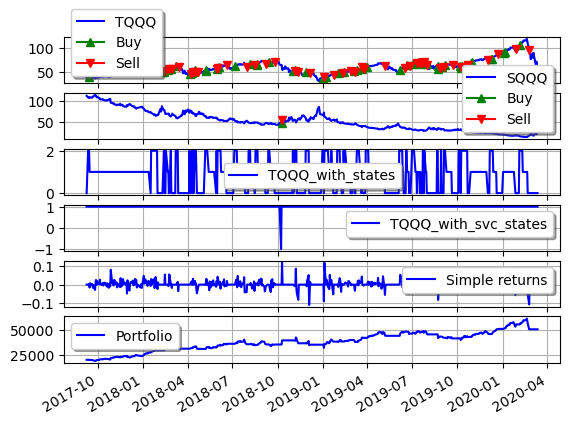 TQQQ
Buy
Sell
100
50
SQQQ
Buy
Sell
100
50
2
0
TQQQ_with_states
1
0
−1
TQQQ_with_svc_states
0.1
0.0
−0.1
Simple returns
50000
25000
Portfolio
2017-10
2018-01
2018-04
2018-07
2018-10
2019-01
2019-04
2019-07
2019-10
2020-01
2020-04